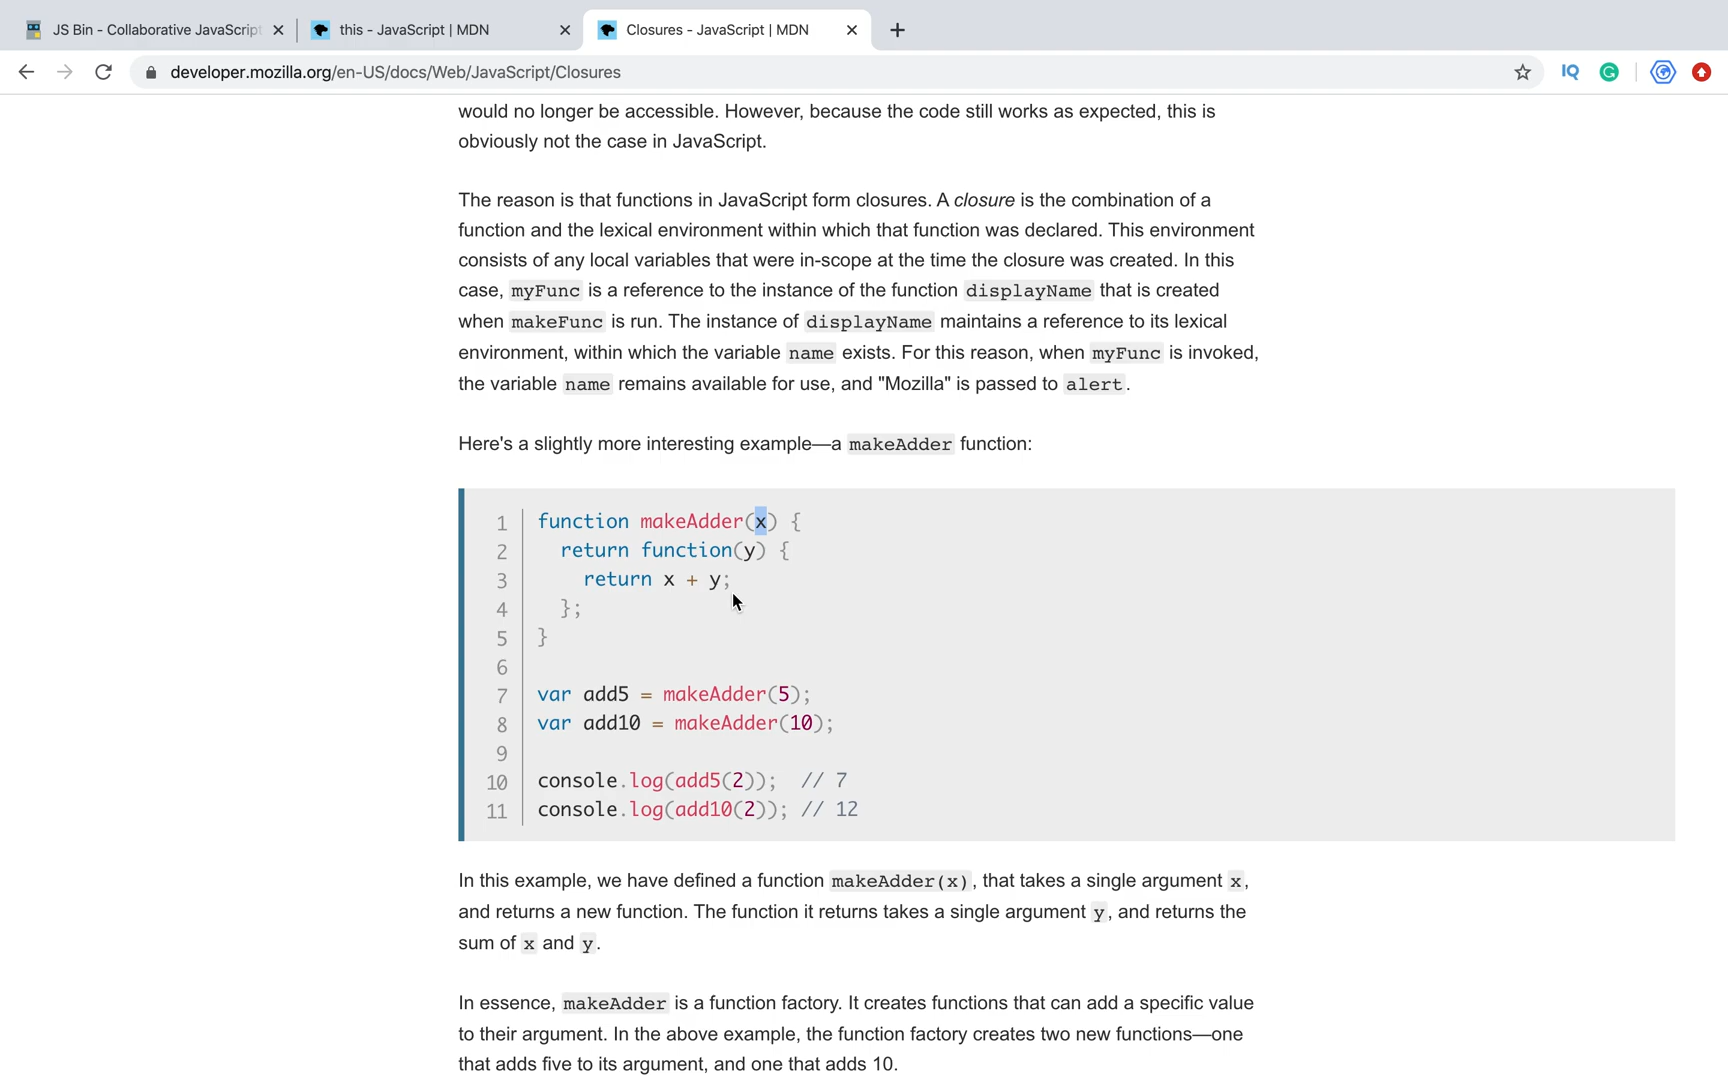 JS Bin - Collaborative JavaScript
this - JavaScript | MDN
Closures - JavaScript | MDN
developer.mozilla.org/en-US/docs/Web/JavaScript/Closures
IQ
would no longer be accessible. However, because the code still works as expected, this is
obviously not the case in JavaScript.
The reason is that functions in JavaScript form closures. A closure is the combination of a
function and the lexical environment within which that function was declared. This environment
consists of any local variables that were in-scope at the time the closure was created. In this
case, myFunc is a reference to the instance of the function displayName that is created
when makeFunc is run. The instance of displayName maintains a reference to its lexical
environment, within which the variable name exists. For this reason, when myFunc is invoked,
the variable name remains available for use, and "Mozilla" is passed to alert.
Here's a slightly more interesting example—a makeAdder function:
1 function makeAdder(x) {
2 return function(y) {
3 return x + y;
4 };
5 }
6
7 var add5 = makeAdder(5);
8 var add10 = makeAdder(10);
9
10 console.log(add5(2)); // 7
11 console.log(add10(2)); // 12
In this example, we have defined a function makeAdder(x), that takes a single argument x,
and returns a new function. The function it returns takes a single argument y, and returns the
sum of x and y.
In essence, makeAdder is a function factory. It creates functions that can add a specific value
to their argument. In the above example, the function factory creates two new functions—one
that adds five to its argument, and one that adds 10.